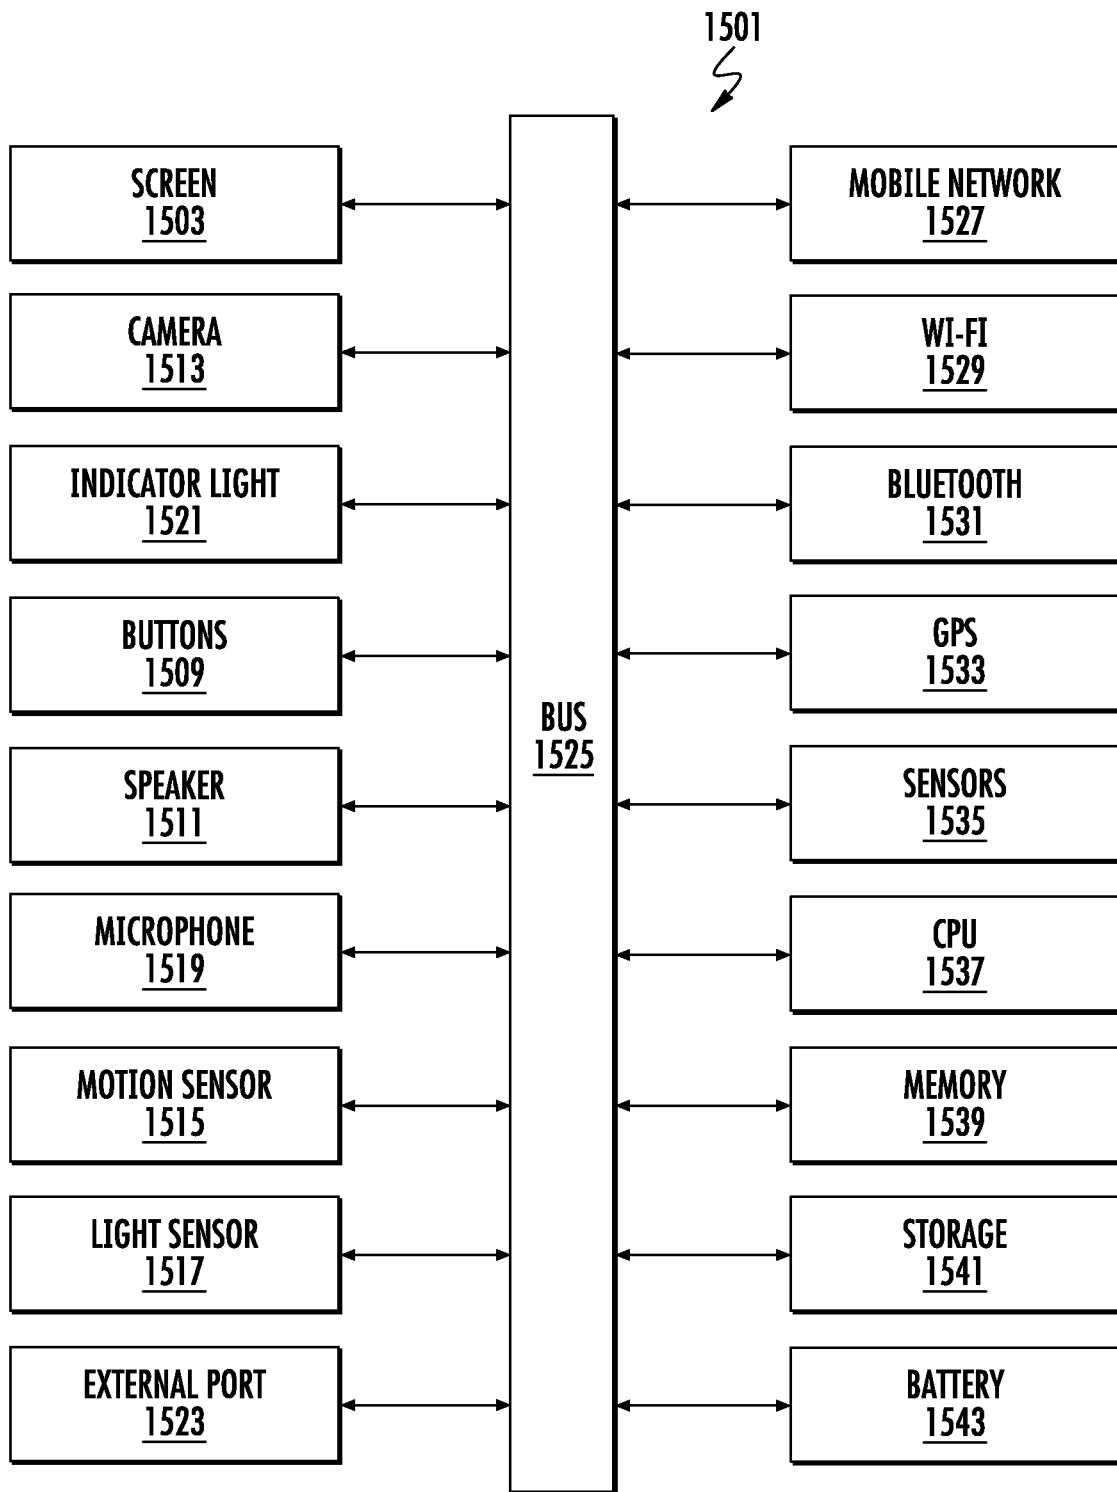 1501
SCREEN
1503
CAMERA
1513
INDICATOR LIGHT
1521
BUTTONS
1509
SPEAKER
1511
MICROPHONE
1519
MOTION SENSOR
1515
LIGHT SENSOR
1517
EXTERNAL PORT
1523
BUS
1525
MOBILE NETWORK
1527
WI-FI
1529
BLUETOOTH
1531
GPS
1533
SENSORS
1535
CPU
1537
MEMORY
1539
STORAGE
1541
BATTERY
1543